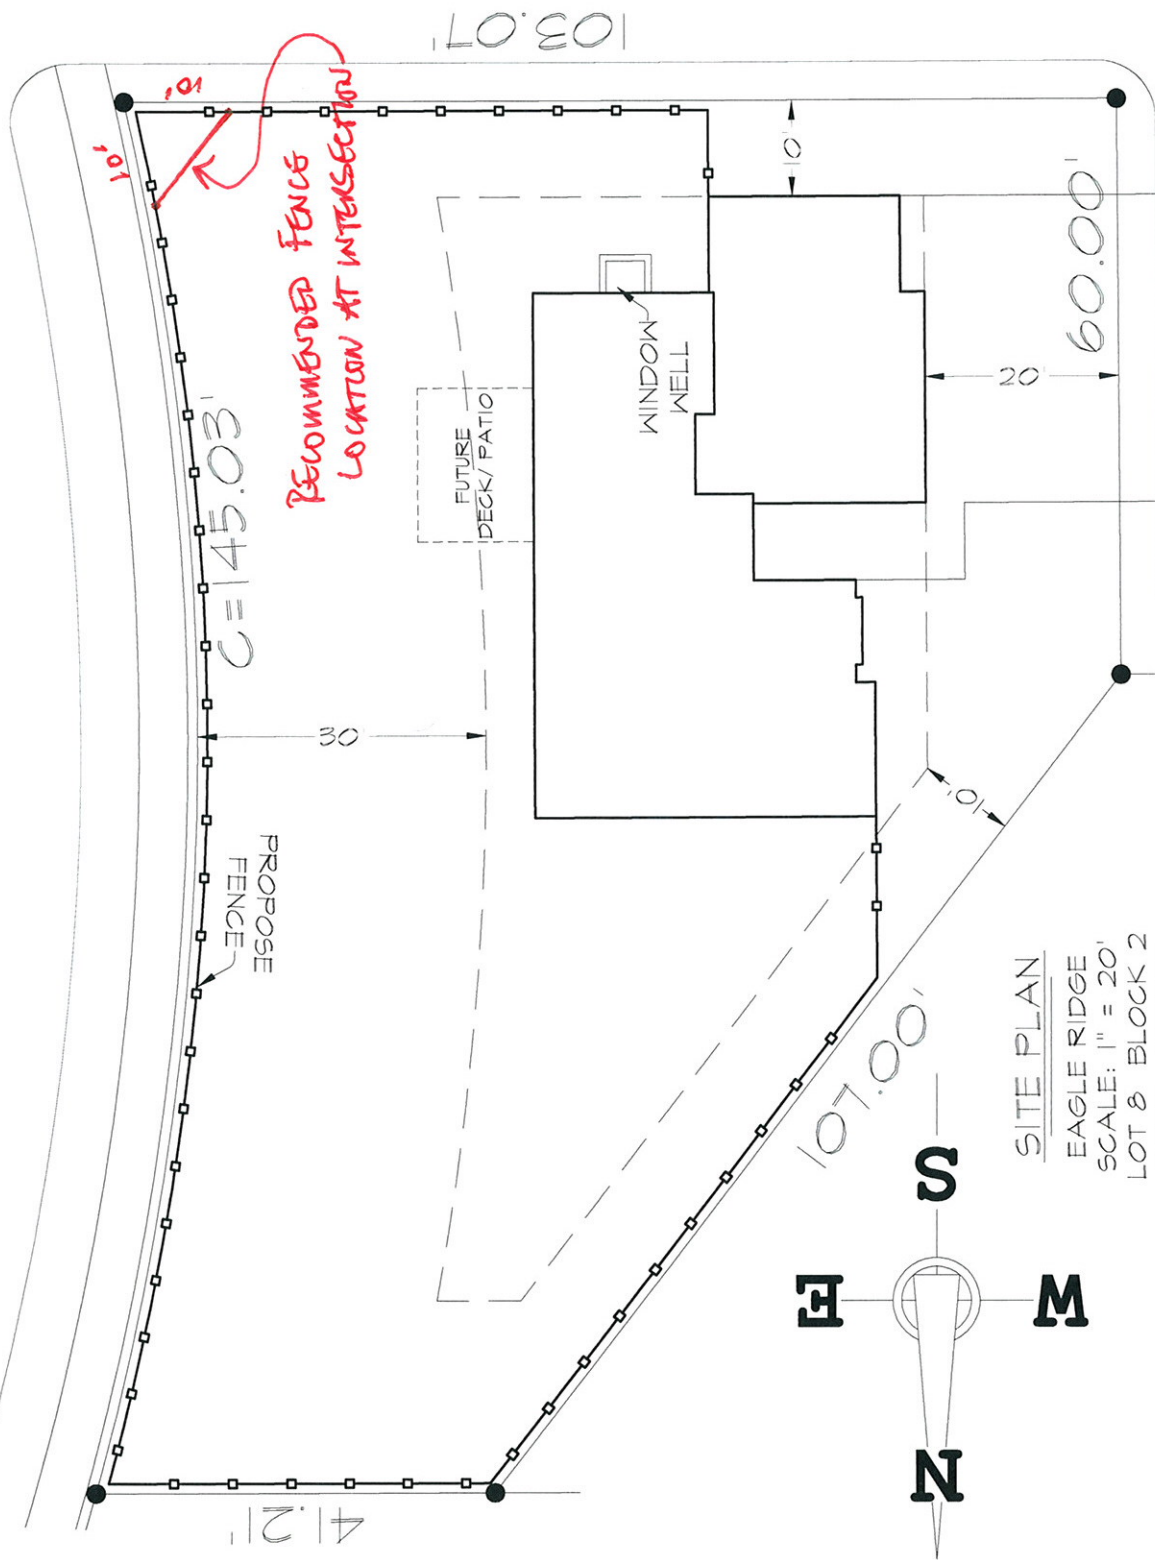 103.07'
10'
10'
RECOMMENDED FENCE
LOCATION AT INTERSECTION
10'
60.00'
WINDOW
WELL
20'
FUTURE
DECK/PATIO
C=145.03'
30'
10'
PROPOSE
FENCE
107.00'
SITE PLAN
EAGLE RIDGE
SCALE: 1" = 20'
LOT 8 BLOCK 2
S
E
W
N
41.21'